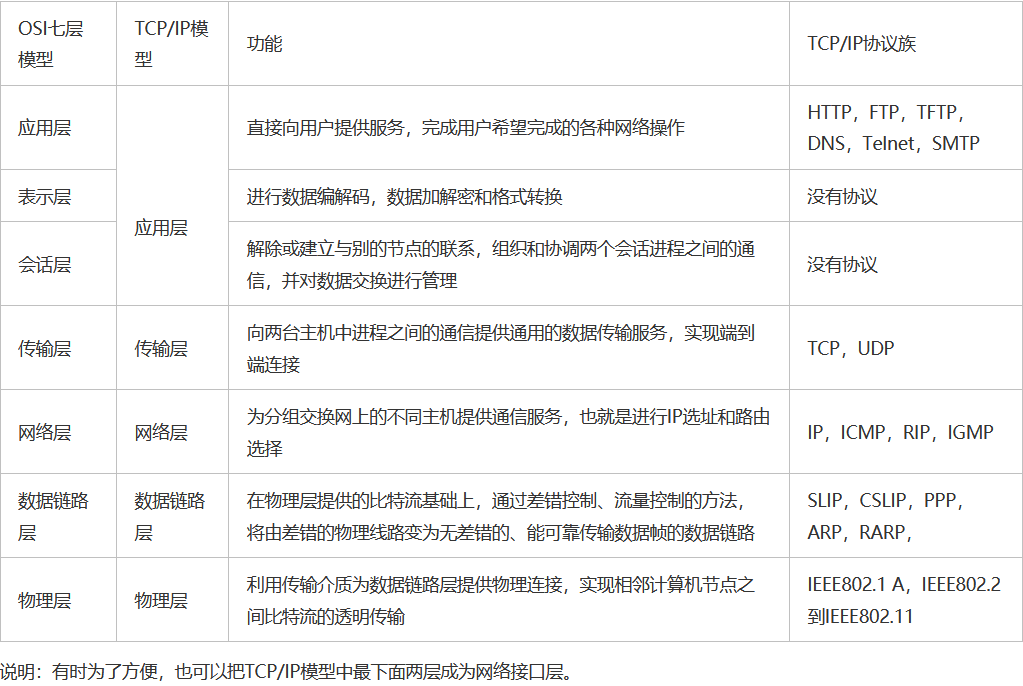 OSI七层
模型
TCP/IP模
型
功能
TCP/IP协议族
应用层
应用层
直接向用户提供服务，完成用户希望完成的各种网络操作
HTTP，FTP，TFTP，
DNS，Telnet，SMTP
表示层
进行数据编解码，数据加解密和格式转换
没有协议
会话层
解除或建立与别的节点的联系，组织和协调两个会话进程之间的通
信，并对数据交换进行管理
没有协议
传输层
传输层
向两台主机中进程之间的通信提供通用的数据传输服务，实现端到
端连接
TCP，UDP
网络层
网络层
为分组交换网上的不同主机提供通信服务，也就是进行IP选址和路由
选择
IP，ICMP，RIP，IGMP
数据链路
层
数据链路
层
在物理层提供的比特流基础上，通过差错控制、流量控制的方法，
将由差错的物理线路变为无差错的、能可靠传输数据帧的数据链路
SLIP，CSLIP，PPP，
ARP，RARP，
物理层
物理层
利用传输介质为数据链路层提供物理连接，实现相邻计算机节点之
间比特流的透明传输
IEEE802.1 A，IEEE802.2
到IEEE802.11
说明：有时为了方便，也可以把TCP/IP模型中最下面两层成为网络接口层。